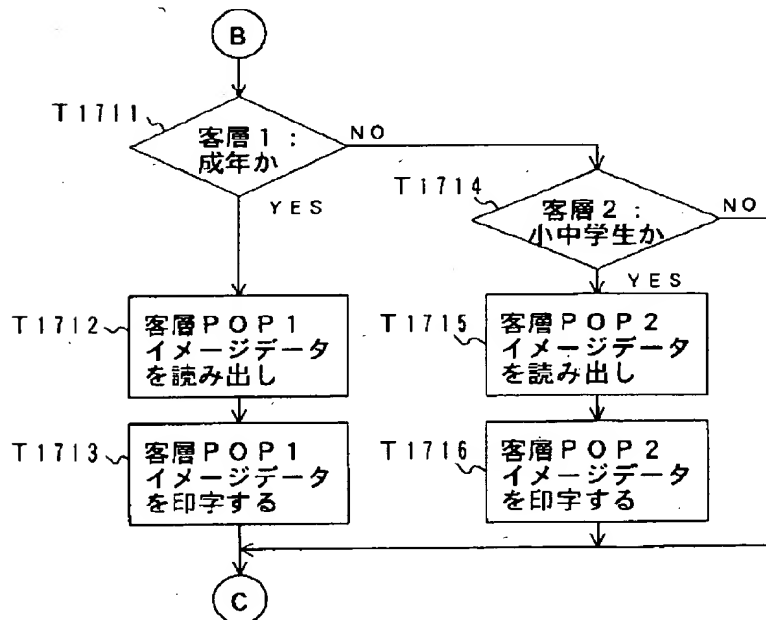 B
T1711
客層1：
成年か
NO
YES
T1714
客層2：
小中学生か
NO
YES
T1712
客層POP1
イメージデータ
を読み出し
T1715
客層POP2
イメージデータ
を読み出し
T1713
客層POP1
イメージデータ
を印字する
T1716
客層POP2
イメージデータ
を印字する
C